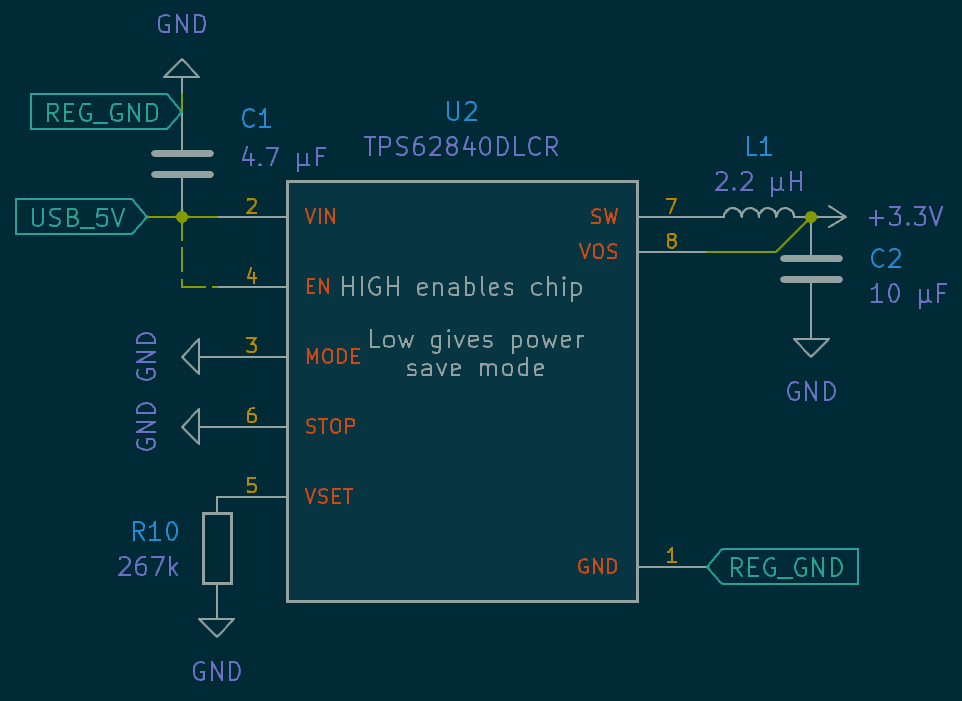 GND
REG_GND
C1
4.7 μF
U2
TPS62840DLCR
L1
2.2 μH
USB_5V
2
VIN
SW
7
+3.3V
VOS
8
C2
10 μF
4
EN
HIGH enables chip
GND
3
MODE
Low gives power
save mode
GND
GND
6
STOP
5
VSET
R10
267k
GND
1
REG_GND
GND